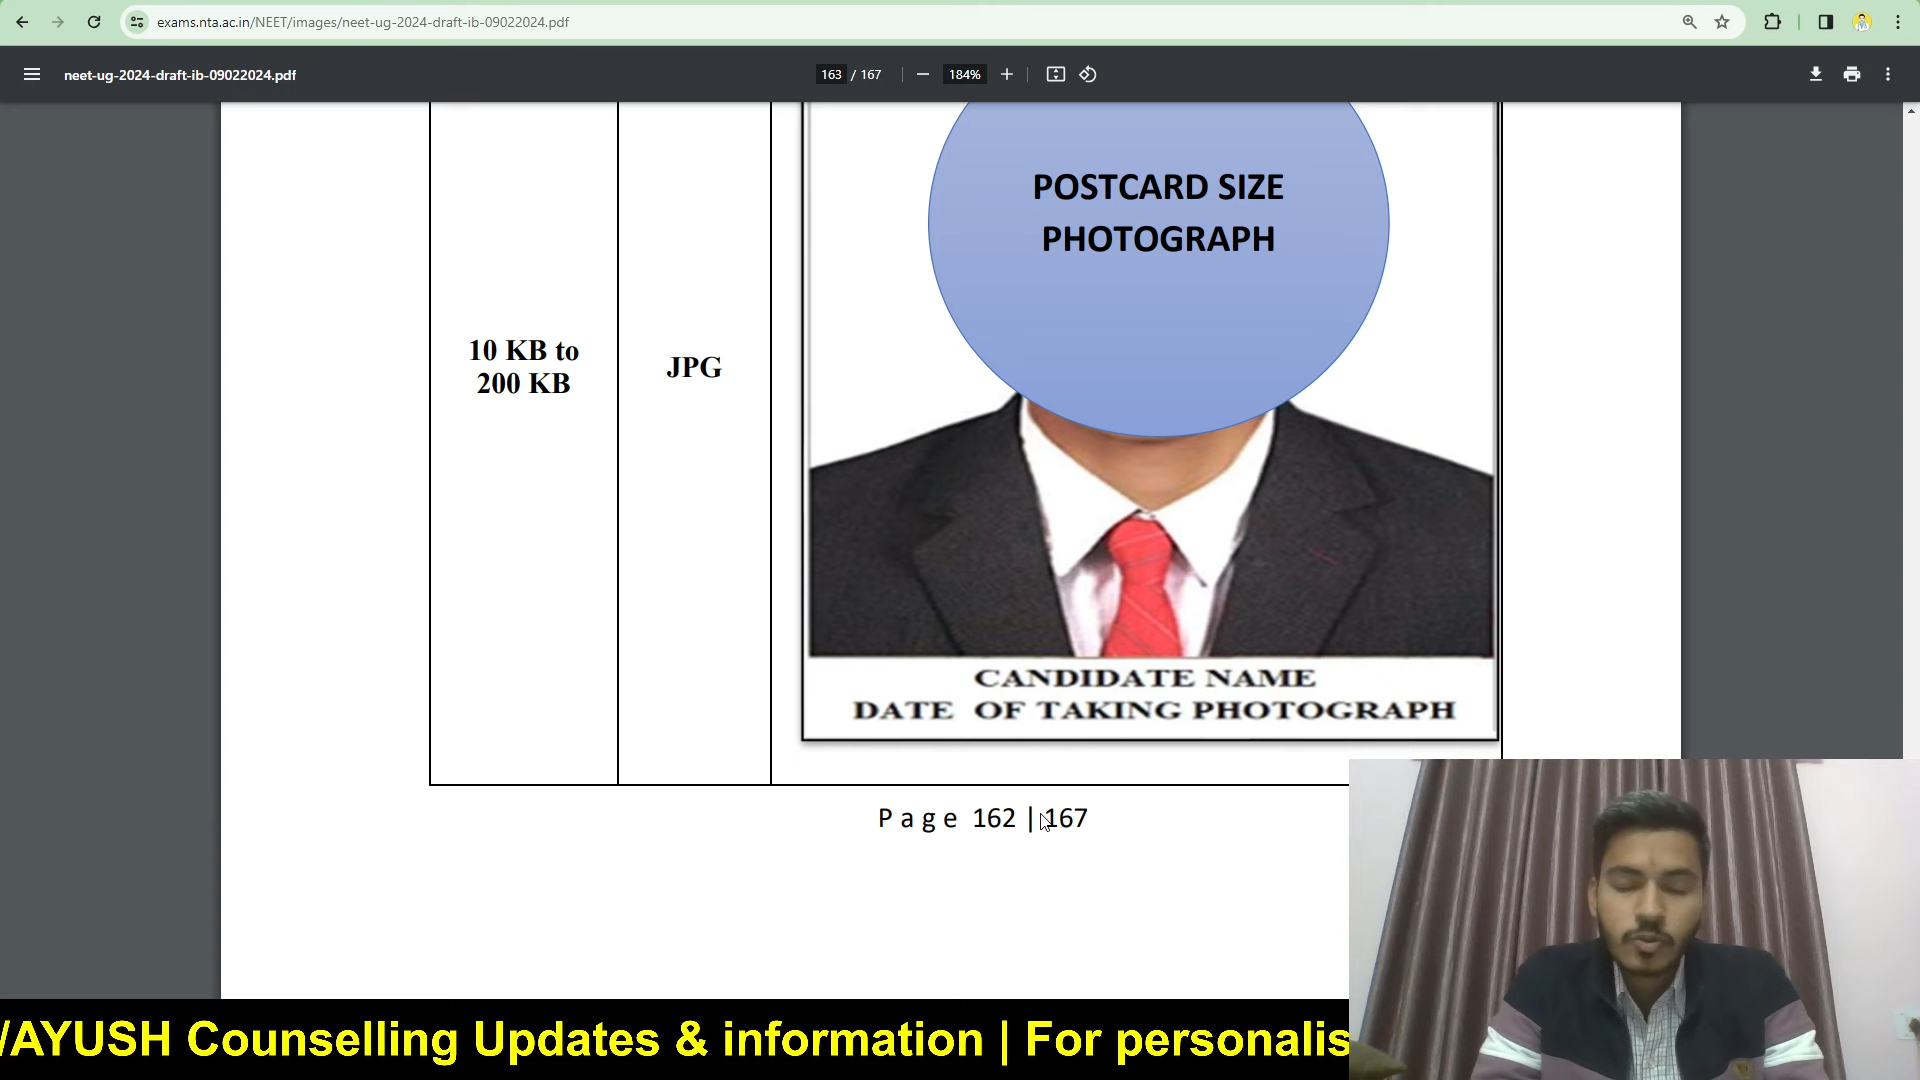 exams.nta.ac.in/NEET/images/neet-ug-2024-draft-ib-09022024.pdf
neet-ug-2024-draft-ib-09022024.pdf
163 / 167
184%
POSTCARD SIZE
PHOTOGRAPH
10 KB to
200 KB
JPG
CANDIDATE NAME
DATE OF TAKING PHOTOGRAPH
Page 162 | 167
/AYUSH Counselling Updates & information | For personalis